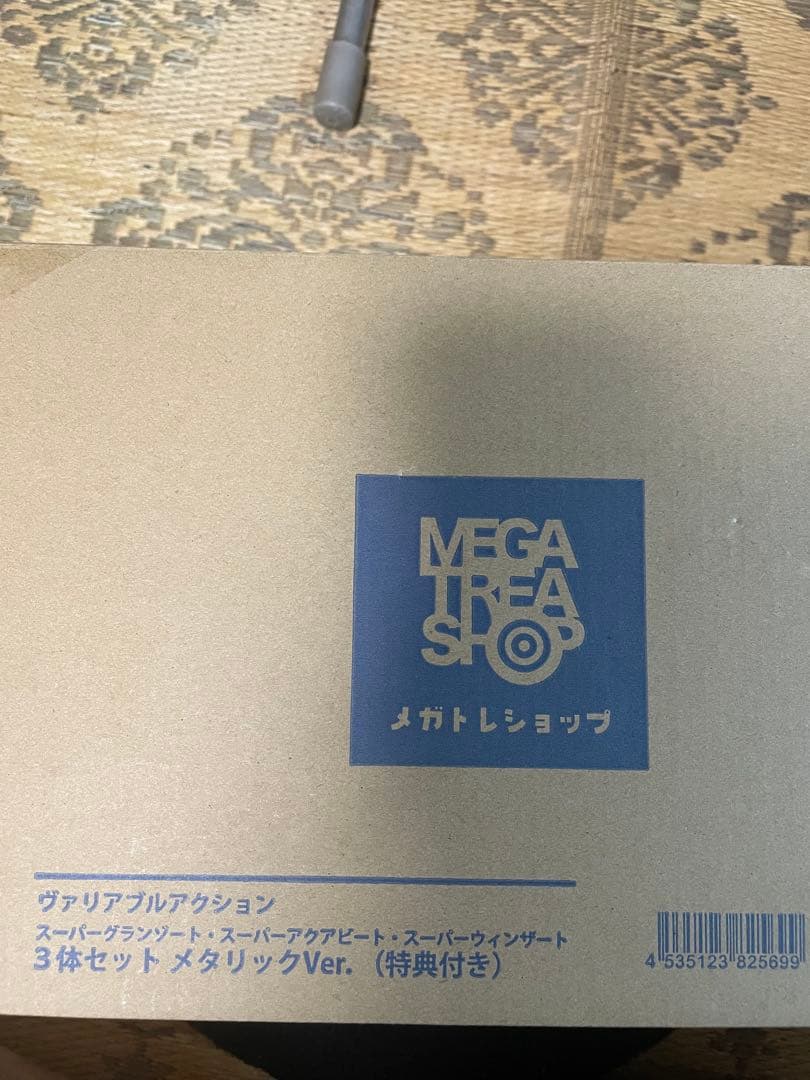 MEGA
TREA
SHOP
メガトレショップ
ヴァリアブルアクション
スーパーグランゾート・スーパーアクアビート・スーパーウィンザート
3体セット メタリックVer.（特典付き）
4 535123 825699